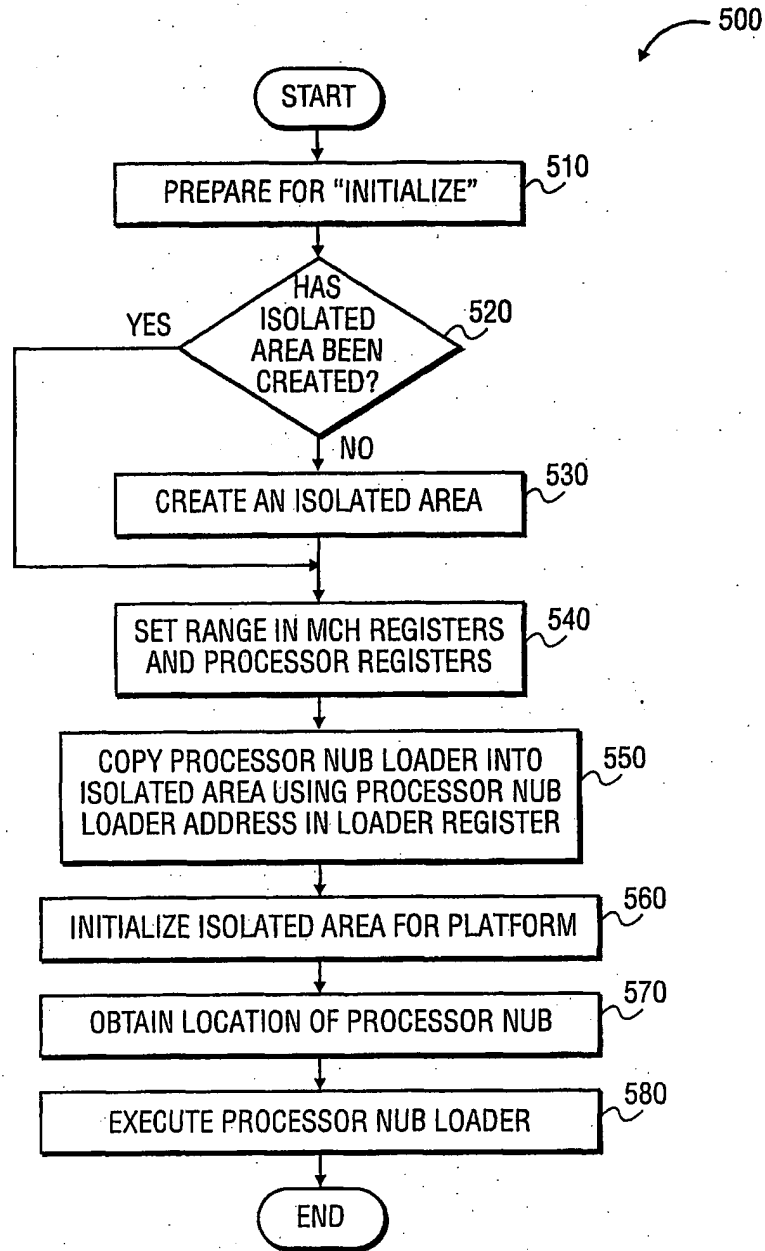 500
START
PREPARE FOR "INITIALIZE"
510
HAS
ISOLATED
AREA BEEN
CREATED?
520
YES
NO
CREATE AN ISOLATED AREA
530
SET RANGE IN MCH REGISTERS
AND PROCESSOR REGISTERS
540
COPY PROCESSOR NUB LOADER INTO
ISOLATED AREA USING PROCESSOR NUB
LOADER ADDRESS IN LOADER REGISTER
550
INITIALIZE ISOLATED AREA FOR PLATFORM
560
OBTAIN LOCATION OF PROCESSOR NUB
570
EXECUTE PROCESSOR NUB LOADER
580
END